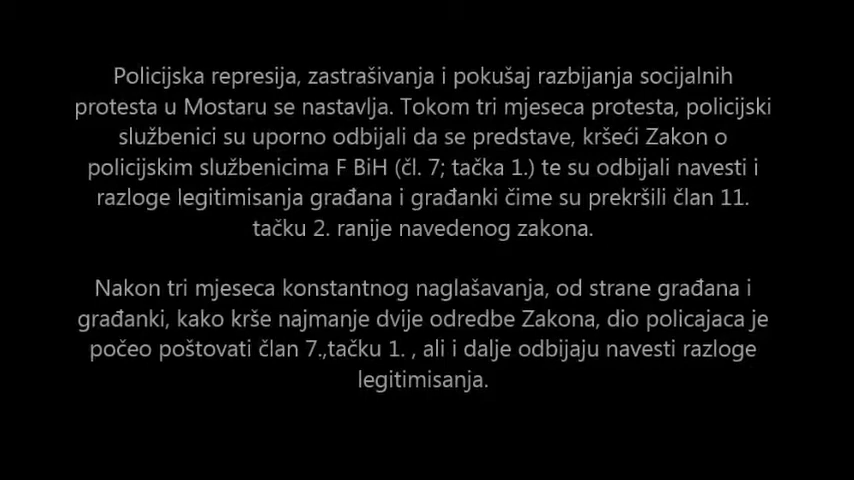 Policijska represija, zastrašivanja i pokušaj razbijanja socijalnih
protesta u Mostaru se nastavlja. Tokom tri mjeseca protesta, policijski
službenici su uporno odbijali da se predstave, kršeći Zakon o
policijskim službenicima F BiH (čl. 7; tačka 1.) te su odbijali navesti i
razloge legitimisanja građana i građanki čime su prekršili član 11.
tačku 2. ranije navedenog zakona.
Nakon tri mjeseca konstantnog naglašavanja, od strane građana i
građanki, kako krše najmanje dvije odredbe Zakona, dio policajaca je
počeo poštovati član 7.,tačku 1. , ali i dalje odbijaju navesti razloge
legitimisanja.